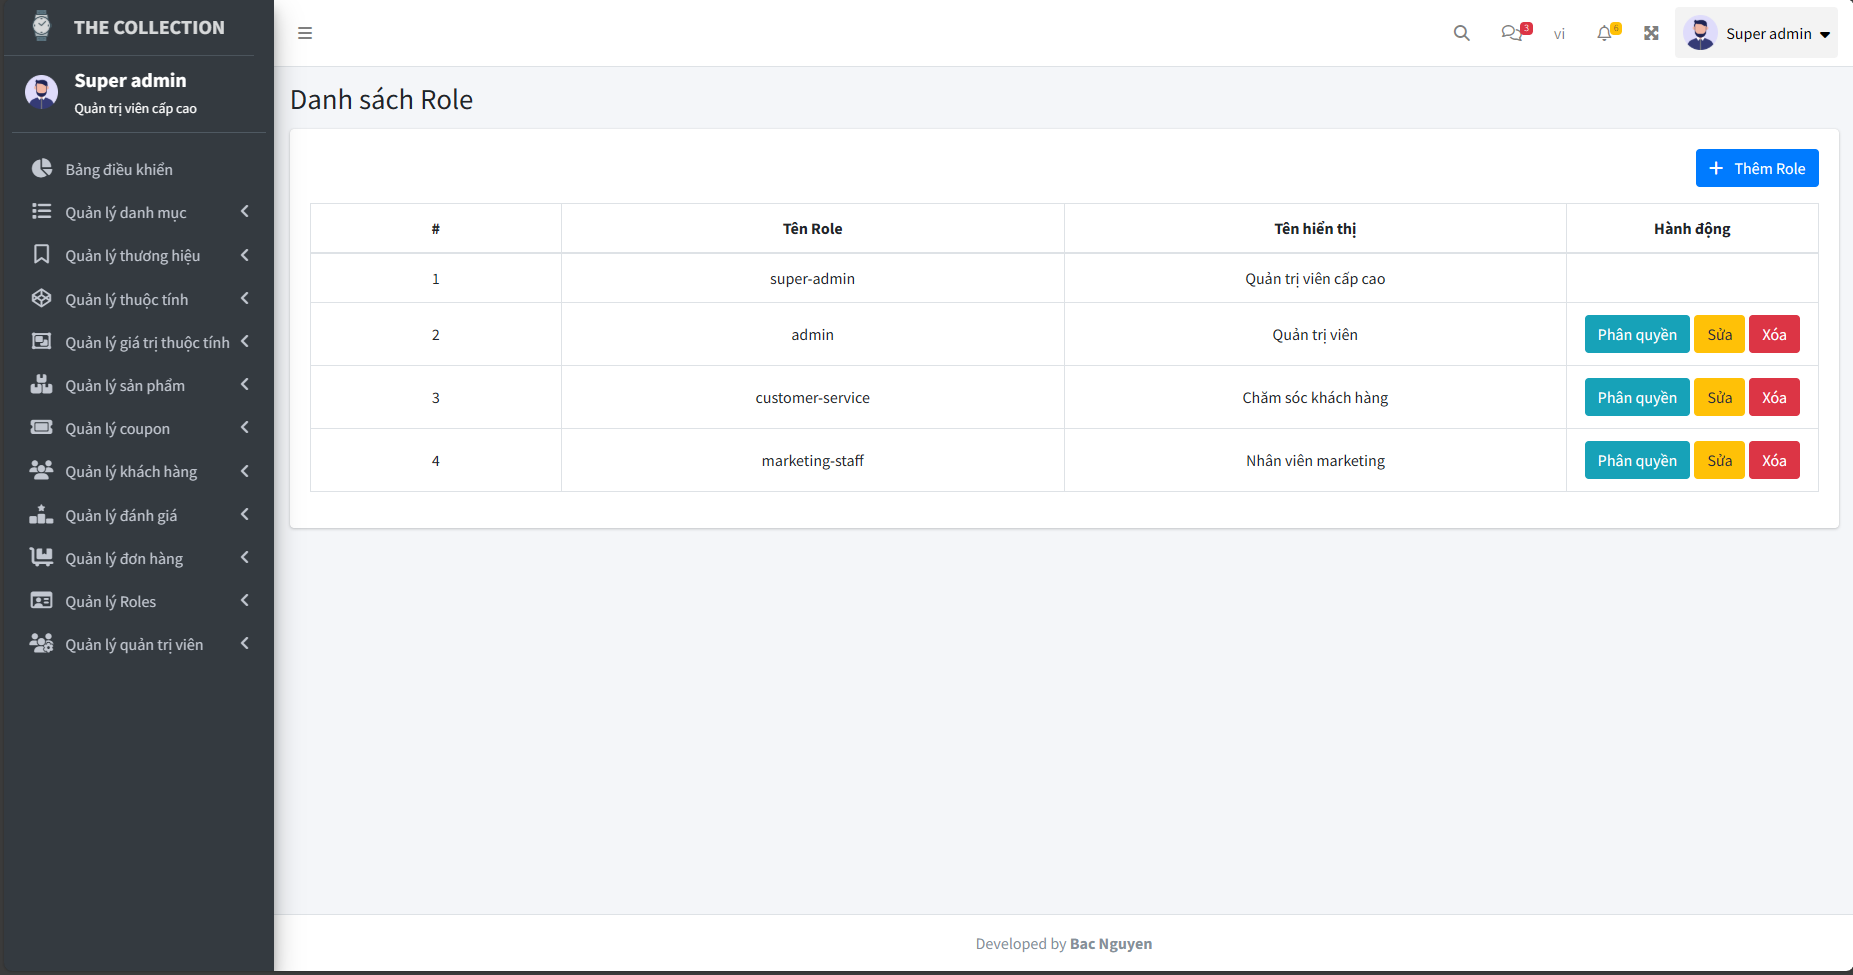 THE COLLECTION
Super admin
Quản trị viên cấp cao
Bảng điều khiển
Quản lý danh mục
Quản lý thương hiệu
Quản lý thuộc tính
Quản lý giá trị thuộc tính
Quản lý sản phẩm
Quản lý coupon
Quản lý khách hàng
Quản lý đánh giá
Quản lý đơn hàng
Quản lý Roles
Quản lý quản trị viên
3 vi 6 Super admin
Danh sách Role
Thêm Role
# Tên Role Tên hiển thị Hành động
1 super-admin Quản trị viên cấp cao
2 admin Quản trị viên Phân quyền Sửa Xóa
3 customer-service Chăm sóc khách hàng Phân quyền Sửa Xóa
4 marketing-staff Nhân viên marketing Phân quyền Sửa Xóa
Developed by Bac Nguyen